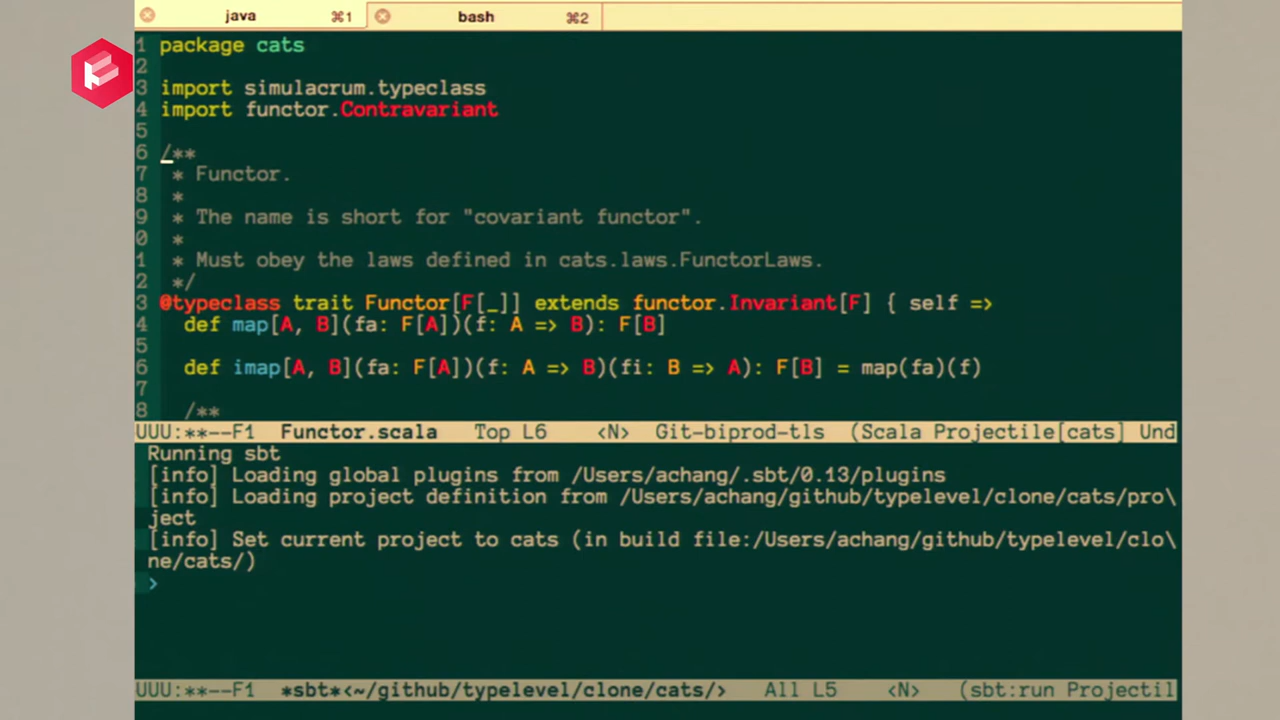 java ⌘1 bash ⌘2
1 package cats
2
3 import simulacrum.typeclass
4 import functor.Contravariant
5
6 /**
7  * Functor.
8  *
9  * The name is short for "covariant functor".
0  *
1  * Must obey the laws defined in cats.laws.FunctorLaws.
2  */
3 @typeclass trait Functor[F[_]] extends functor.Invariant[F] { self =>
4   def map[A, B](fa: F[A])(f: A => B): F[B]
5
6   def imap[A, B](fa: F[A])(f: A => B)(fi: B => A): F[B] = map(fa)(f)
7
8   /**
UUU:**--F1  Functor.scala   Top L6    <N>  Git-biprod-tls  (Scala Projectile[cats] Und
Running sbt
[info] Loading global plugins from /Users/achang/.sbt/0.13/plugins
[info] Loading project definition from /Users/achang/github/typelevel/clone/cats/pro\
ject
[info] Set current project to cats (in build file:/Users/achang/github/typelevel/clo\
ne/cats/)
>
UUU:**--F1  *sbt*<~/github/typelevel/clone/cats/>   All L5    <N>   (sbt:run Projectil